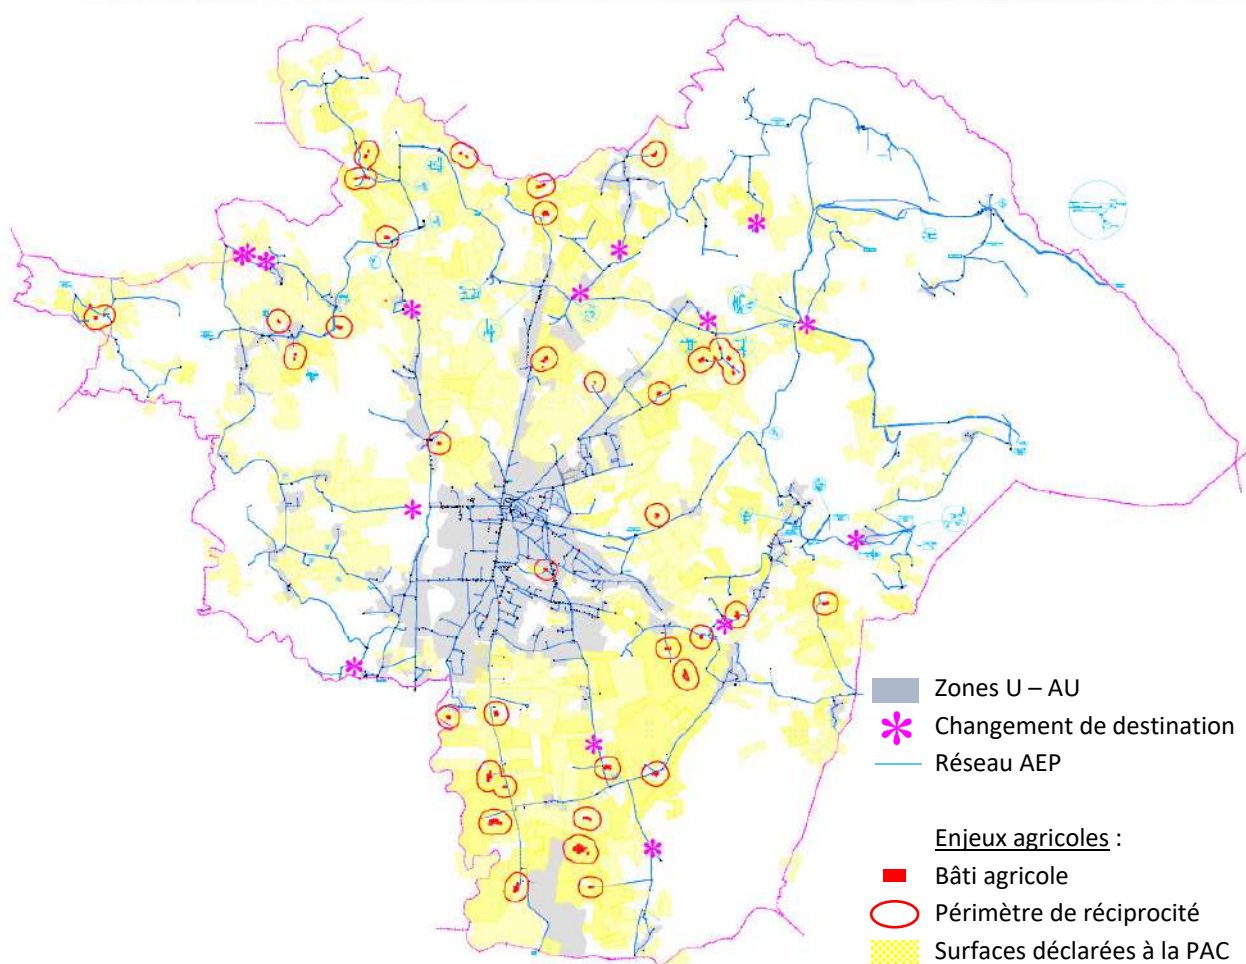 Zones U – AU
Changement de destination
Réseau AEP
Enjeux agricoles :
Bâti agricole
Périmètre de réciprocité
Surfaces déclarées à la PAC